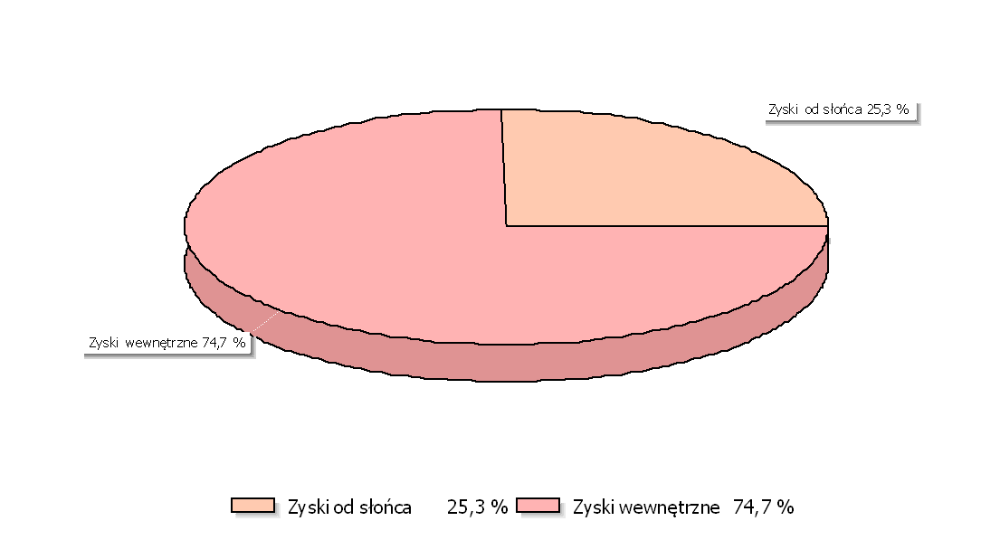 Zyski od słońca 25,3 %
Zyski wewnętrzne 74,7 %
Zyski od słońca 25,3 % Zyski wewnętrzne 74,7 %